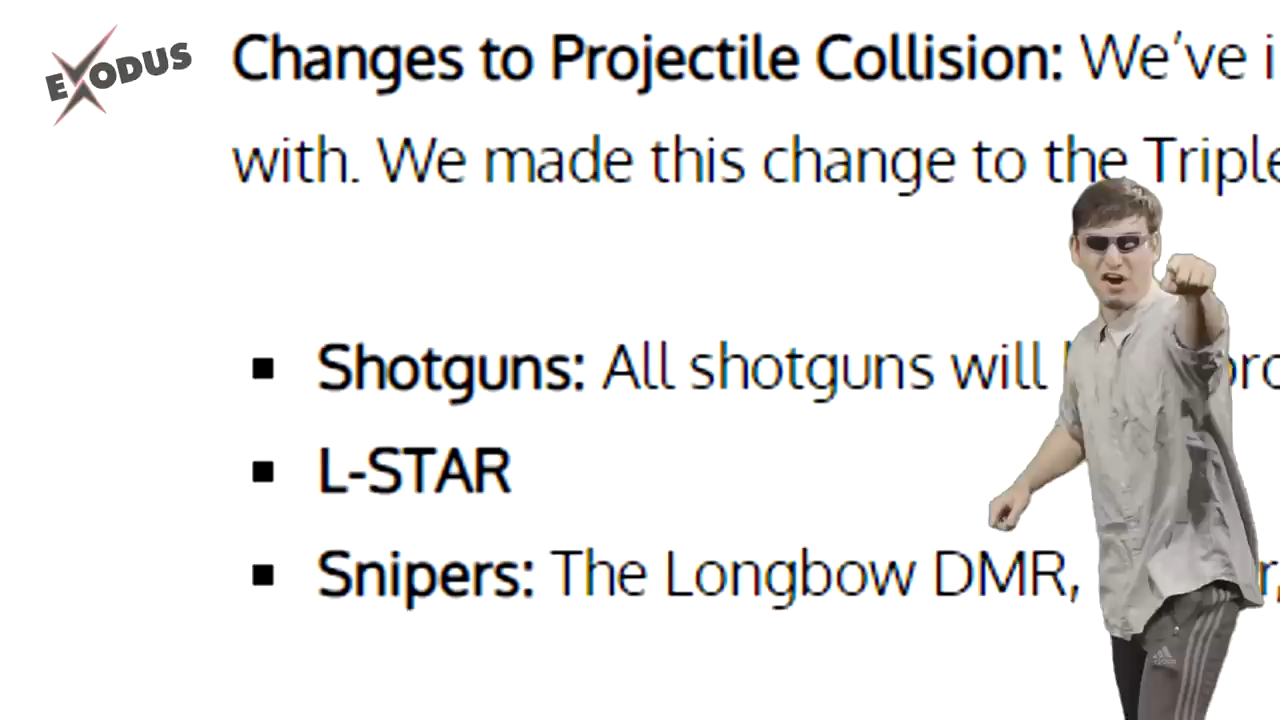 EXODUS
Changes to Projectile Collision: We've i
with. We made this change to the Triple
Shotguns: All shotguns will
L-STAR
Snipers: The Longbow DMR,
adidas